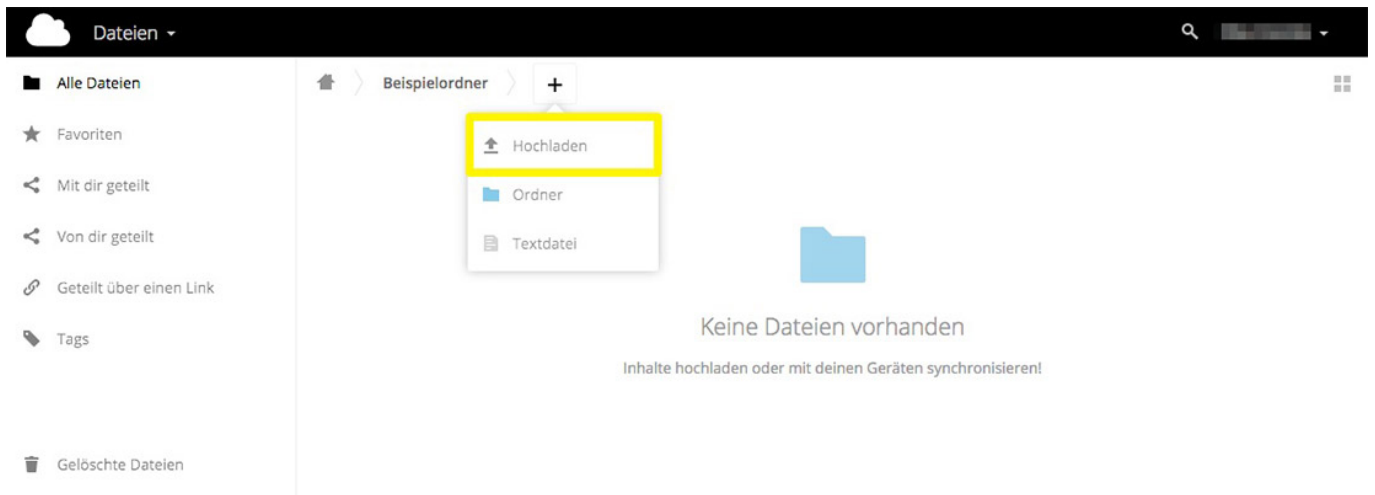 Dateien
Alle Dateien
Beispielordner
+
Favoriten
Hochladen
Mit dir geteilt
Ordner
Von dir geteilt
Textdatei
Geteilt über einen Link
Tags
Keine Dateien vorhanden
Inhalte hochladen oder mit deinen Geräten synchronisieren!
Gelöschte Dateien